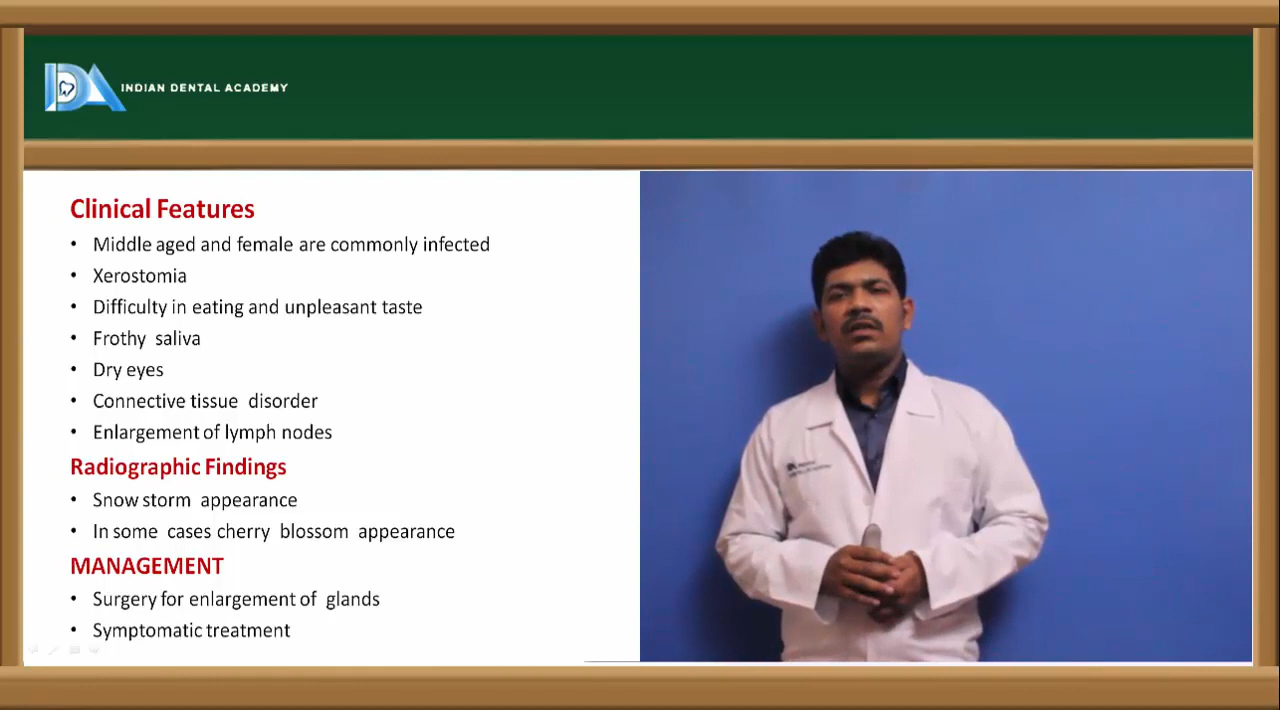 INDIAN DENTAL ACADEMY
Clinical Features
• Middle aged and female are commonly infected
• Xerostomia
• Difficulty in eating and unpleasant taste
• Frothy saliva
• Dry eyes
• Connective tissue disorder
• Enlargement of lymph nodes
Radiographic Findings
• Snow storm appearance
• In some cases cherry blossom appearance
MANAGEMENT
• Surgery for enlargement of glands
• Symptomatic treatment